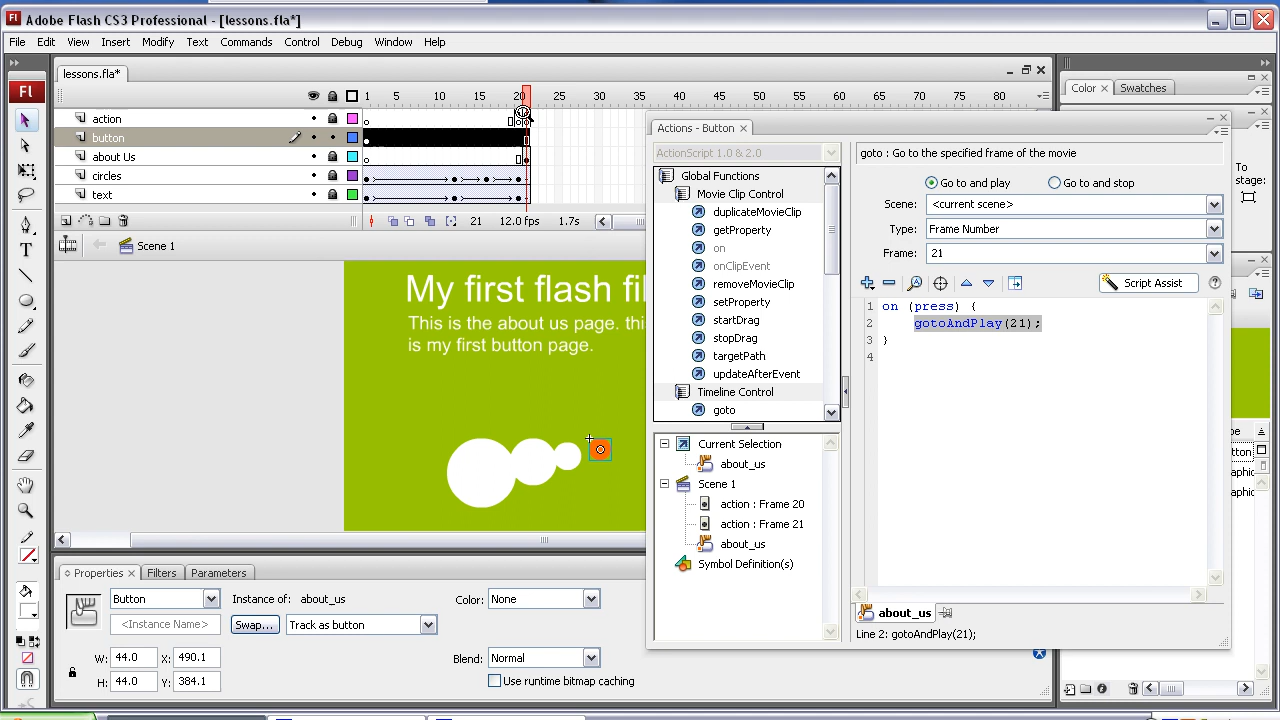 Adobe Flash CS3 Professional - [lessons.fla*]
File Edit View Insert Modify Text Commands Control Debug Window Help
lessons.fla*
1 5 10 15 20 25 30 35 40 45 50 55 60 65 70 75 80
action
button
about Us
circles
text
21 12.0 fps 1.7s
Scene 1
My first flash fil
This is the about us page. this
is my first button page.
Properties Filters Parameters
Button Instance of: about_us Color: None
<Instance Name> Swap... Track as button
W: 44.0 X: 490.1 Blend: Normal
H: 44.0 Y: 384.1 Use runtime bitmap caching
Actions - Button
ActionScript 1.0 & 2.0
Global Functions
Movie Clip Control
duplicateMovieClip
getProperty
on
onClipEvent
removeMovieClip
setProperty
startDrag
stopDrag
targetPath
updateAfterEvent
Timeline Control
goto
Current Selection
about_us
Scene 1
action : Frame 20
action : Frame 21
about_us
Symbol Definition(s)
goto : Go to the specified frame of the movie
Go to and play Go to and stop
Scene: <current scene>
Type: Frame Number
Frame: 21
Script Assist
1 on (press) {
2 gotoAndPlay(21);
3 }
4
about_us
Line 2: gotoAndPlay(21);
Color Swatches
To
stage: